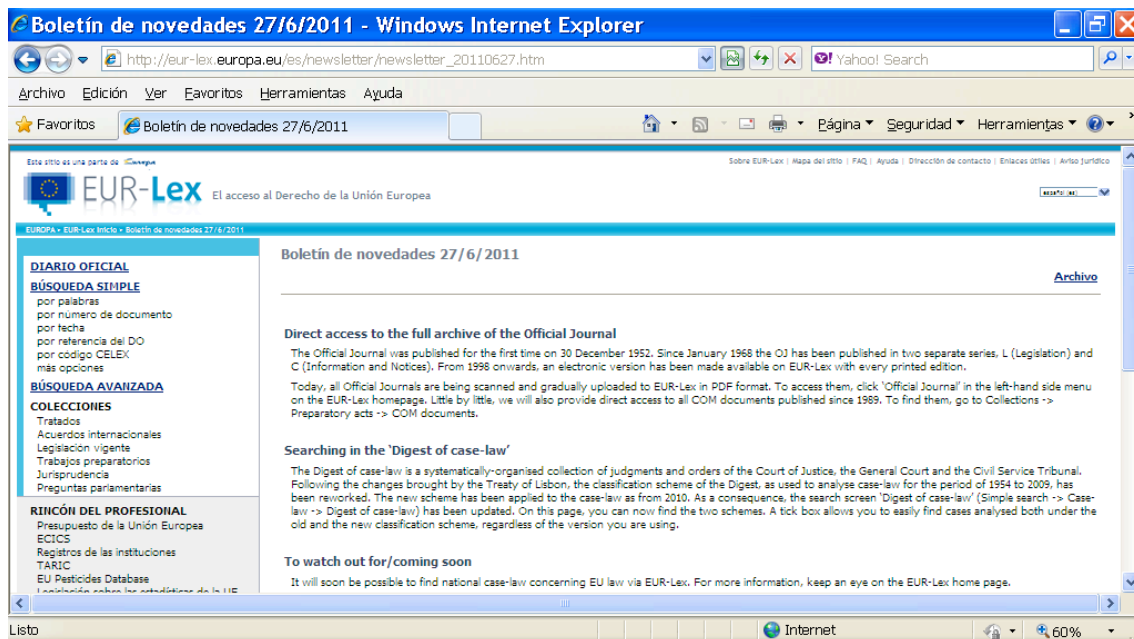 Boletín de novedades 27/6/2011 - Windows Internet Explorer
http://eur-lex.europa.eu/es/newsletter/newsletter_20110627.htm
Yahoo! Search
Archivo Edición Ver Favoritos Herramientas Ayuda
Favoritos
Boletín de novedades 27/6/2011
Página Seguridad Herramientas
Este sitio es una parte de Europa
Sobre EUR-Lex | Mapa del sitio | FAQ | Ayuda | Dirección de contacto | Enlaces útiles | Aviso jurídico
EUR-Lex El acceso al Derecho de la Unión Europea
español (es)
EUROPA > EUR-Lex Inicio > Boletín de novedades 27/6/2011
DIARIO OFICIAL
BÚSQUEDA SIMPLE
por palabras
por número de documento
por fecha
por referencia del DO
por código CELEX
más opciones
BÚSQUEDA AVANZADA
COLECCIONES
Tratados
Acuerdos internacionales
Legislación vigente
Trabajos preparatorios
Jurisprudencia
Preguntas parlamentarias
RINCÓN DEL PROFESIONAL
Presupuesto de la Unión Europea
ECICS
Registros de las instituciones
TARIC
EU Pesticides Database
Legislación sobre las estadísticas de la UE
Boletín de novedades 27/6/2011
Archivo
Direct access to the full archive of the Official Journal
The Official Journal was published for the first time on 30 December 1952. Since January 1968 the OJ has been published in two separate series, L (Legislation) and
C (Information and Notices). From 1998 onwards, an electronic version has been made available on EUR-Lex with every printed edition.
Today, all Official Journals are being scanned and gradually uploaded to EUR-Lex in PDF format. To access them, click 'Official Journal' in the left-hand side menu
on the EUR-Lex homepage. Little by little, we will also provide direct access to all COM documents published since 1989. To find them, go to Collections ->
Preparatory acts -> COM documents.
Searching in the 'Digest of case-law'
The Digest of case-law is a systematically-organised collection of judgments and orders of the Court of Justice, the General Court and the Civil Service Tribunal.
Following the changes brought by the Treaty of Lisbon, the classification scheme of the Digest, as used to analyse case-law for the period of 1954 to 2009, has
been reworked. The new scheme has been applied to the case-law as from 2010. As a consequence, the search screen 'Digest of case-law' (Simple search -> Case-
law -> Digest of case-law) has been updated. On this page, you can now find the two schemes. A tick box allows you to easily find cases analysed both under the
old and the new classification scheme, regardless of the version you are using.
To watch out for/coming soon
It will soon be possible to find national case-law concerning EU law via EUR-Lex. For more information, keep an eye on the EUR-Lex home page.
Listo
Internet
60%